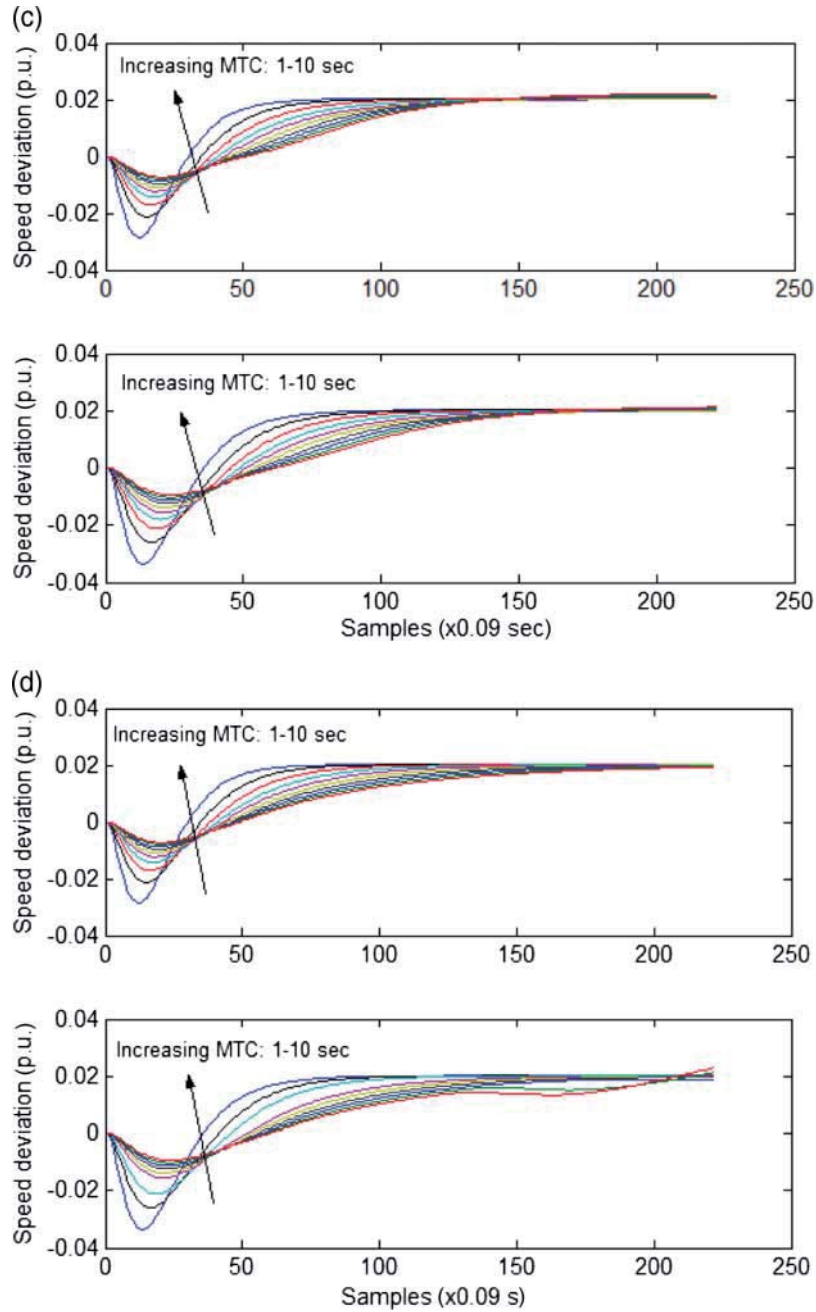 (c)
0.04
Increasing MTC: 1-10 sec
0.02
0
-0.02
-0.04
Speed deviation (p.u.)
0 50 100 150 200 250
0.04
Increasing MTC: 1-10 sec
0.02
0
-0.02
-0.04
Speed deviation (p.u.)
0 50 100 150 200 250
Samples (x0.09 sec)
(d)
0.04
Increasing MTC: 1-10 sec
0.02
0
-0.02
-0.04
Speed deviation (p.u.)
0 50 100 150 200 250
0.04
Increasing MTC: 1-10 sec
0.02
0
-0.02
-0.04
Speed deviation (p.u.)
0 50 100 150 200 250
Samples (x0.09 s)